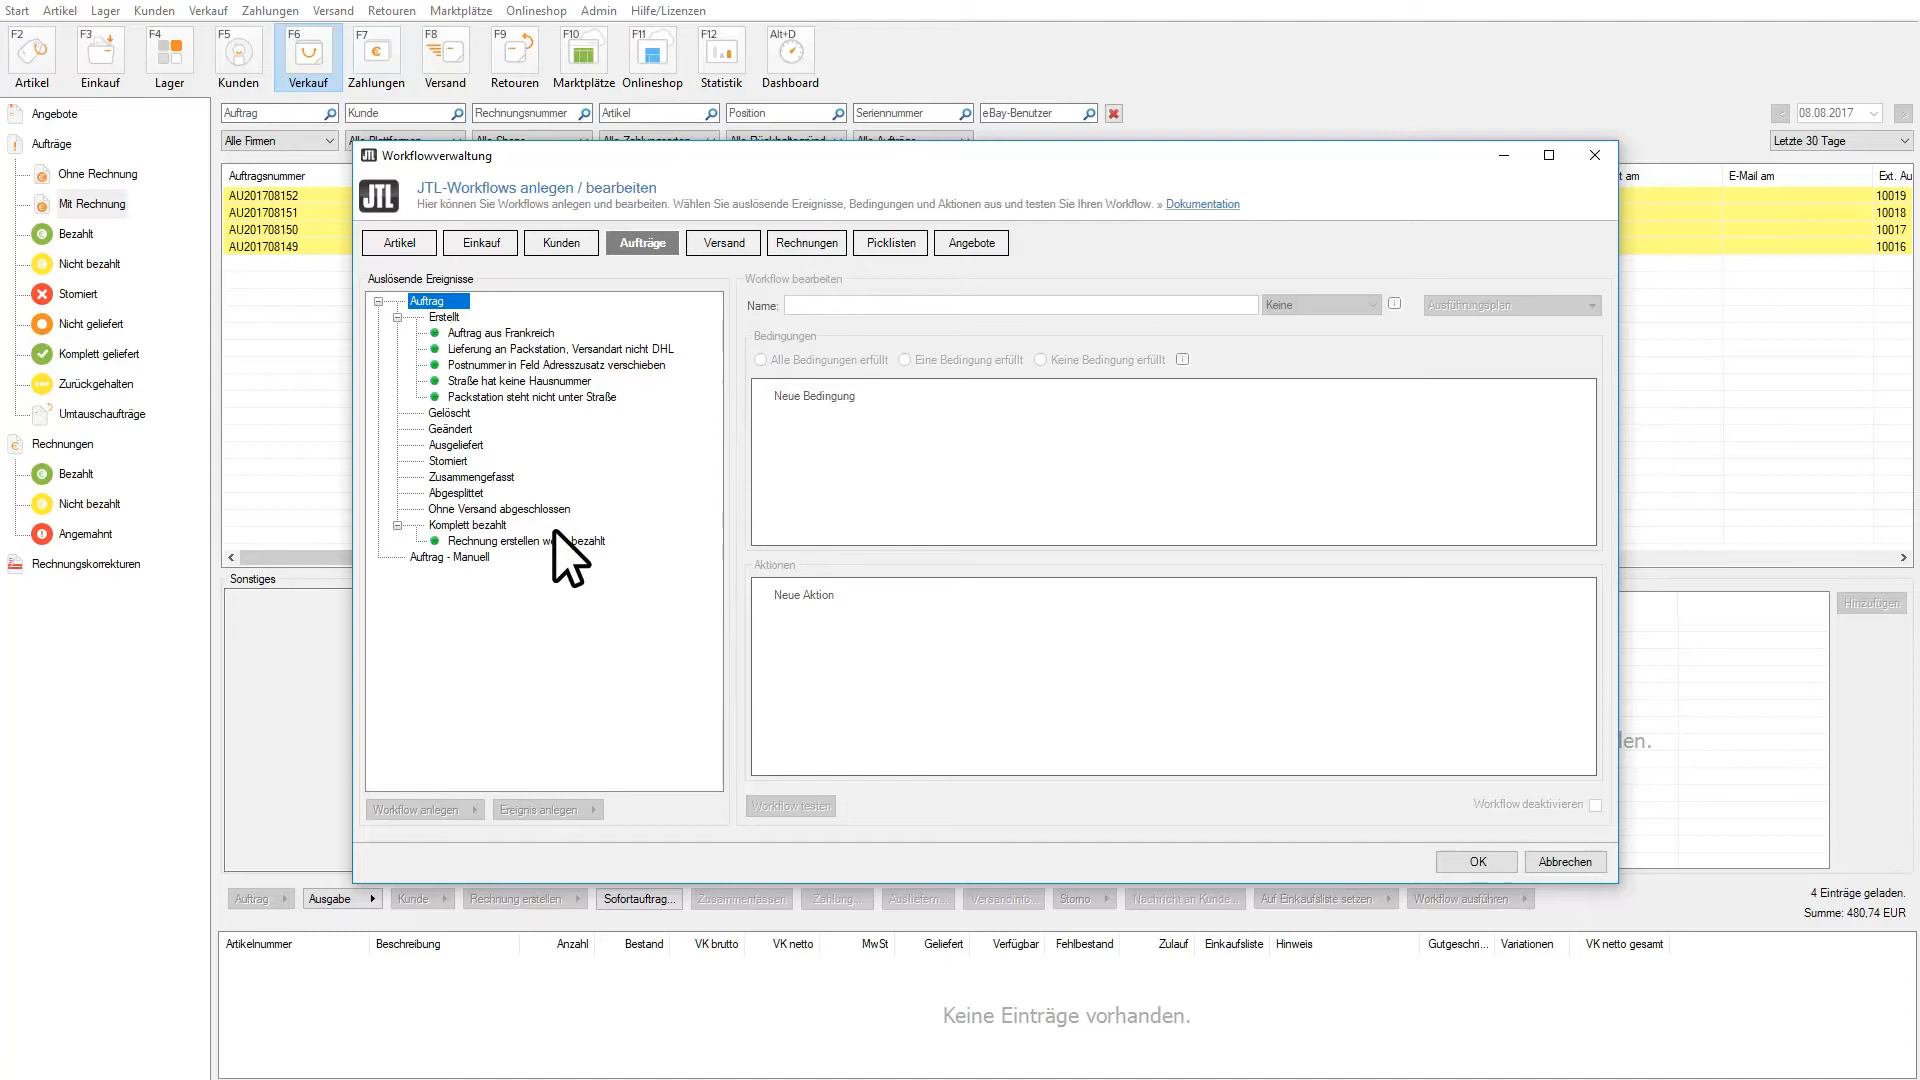 Start Artikel Lager Kunden Verkauf Zahlungen Versand Retouren Marktplätze Onlineshop Admin Hilfe/Lizenzen
F2 F3 F4 F5 F6 F7 F8 F9 F10 F11 F12 Alt+D
Artikel Einkauf Lager Kunden Verkauf Zahlungen Versand Retouren Marktplätze Onlineshop Statistik Dashboard
Angebote
Aufträge
Ohne Rechnung
Mit Rechnung
Bezahlt
Nicht bezahlt
Storniert
Nicht geliefert
Komplett geliefert
Zurückgehalten
Umtauschaufträge
Rechnungen
Bezahlt
Nicht bezahlt
Angemahnt
Rechnungskorrekturen
Auftrag Kunde Rechnungsnummer Artikel Position Seriennummer eBay-Benutzer 08.08.2017
Alle Firmen Letzte 30 Tage
Auftragsnummer t am E-Mail am Ext. Au
AU201708152 10019
AU201708151 10018
AU201708150 10017
AU201708149 10016
Sonstiges
Hinzufügen
len.
Workflowverwaltung
JTL
JTL-Workflows anlegen / bearbeiten
Hier können Sie Workflows anlegen und bearbeiten. Wählen Sie auslösende Ereignisse, Bedingungen und Aktionen aus und testen Sie Ihren Workflow. » Dokumentation
Artikel Einkauf Kunden Aufträge Versand Rechnungen Picklisten Angebote
Auslösende Ereignisse
Auftrag
Erstellt
Auftrag aus Frankreich
Lieferung an Packstation, Versandart nicht DHL
Postnummer in Feld Adresszusatz verschieben
Straße hat keine Hausnummer
Packstation steht nicht unter Straße
Gelöscht
Geändert
Ausgeliefert
Storniert
Zusammengefasst
Abgesplittet
Ohne Versand abgeschlossen
Komplett bezahlt
Rechnung erstellen bezahlt
Auftrag - Manuell
Workflow anlegen Ereignis anlegen
Workflow bearbeiten
Name: Keine Ausführungsplan
Bedingungen
Alle Bedingungen erfüllt Eine Bedingung erfüllt Keine Bedingung erfüllt
Neue Bedingung
Aktionen
Neue Aktion
Workflow testen Workflow deaktivieren
OK Abbrechen
Auftrag Ausgabe Kunde Rechnung erstellen Sofortauftrag... Zusammenfassen Zahlung... Ausliefern... Versandinfo... Storno Nachricht an Kunde... Auf Einkaufsliste setzen Workflow ausführen
4 Einträge geladen.
Summe: 480,74 EUR
Artikelnummer Beschreibung Anzahl Bestand VK brutto VK netto MwSt Geliefert Verfügbar Fehlbestand Zulauf Einkaufsliste Hinweis Gutgeschri... Variationen VK netto gesamt
Keine Einträge vorhanden.